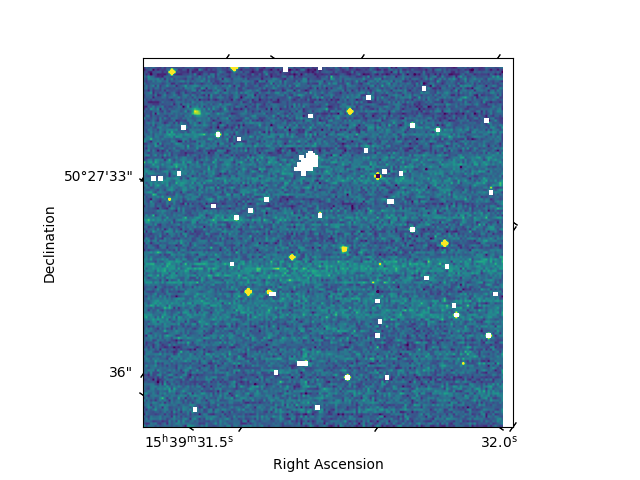 Declination
50°27'33"
36"
15ʰ39ᵐ31.5ˢ
32.0ˢ
Right Ascension